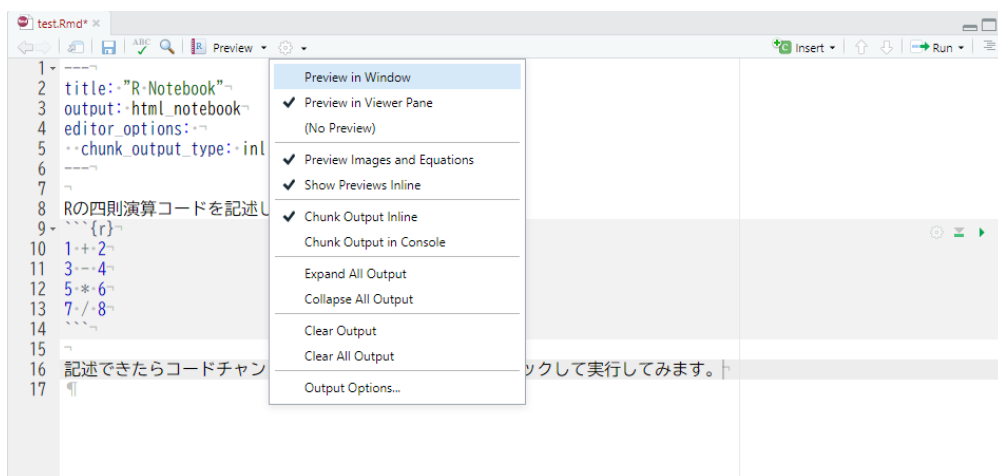 test.Rmd*
ABC Preview Insert Run
1 ---
2 title: "R Notebook"
3 output: html_notebook
4 editor_options:
5 chunk_output_type: inl
6 ---
7
8 Rの四則演算コードを記述し
9 ```{r}
10 1 + 2
11 3 - 4
12 5 * 6
13 7 / 8
14 ```
15
16 記述できたらコードチャン ックして実行してみます。
17
Preview in Window
Preview in Viewer Pane
(No Preview)
Preview Images and Equations
Show Previews Inline
Chunk Output Inline
Chunk Output in Console
Expand All Output
Collapse All Output
Clear Output
Clear All Output
Output Options...